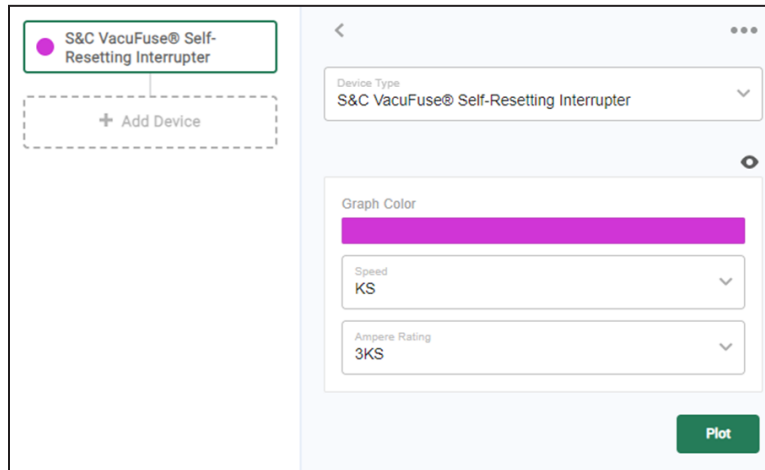 S&C VacuFuse® Self-
Resetting Interrupter
+ Add Device
Device Type
S&C VacuFuse® Self-Resetting Interrupter
Graph Color
Speed
KS
Ampere Rating
3KS
Plot